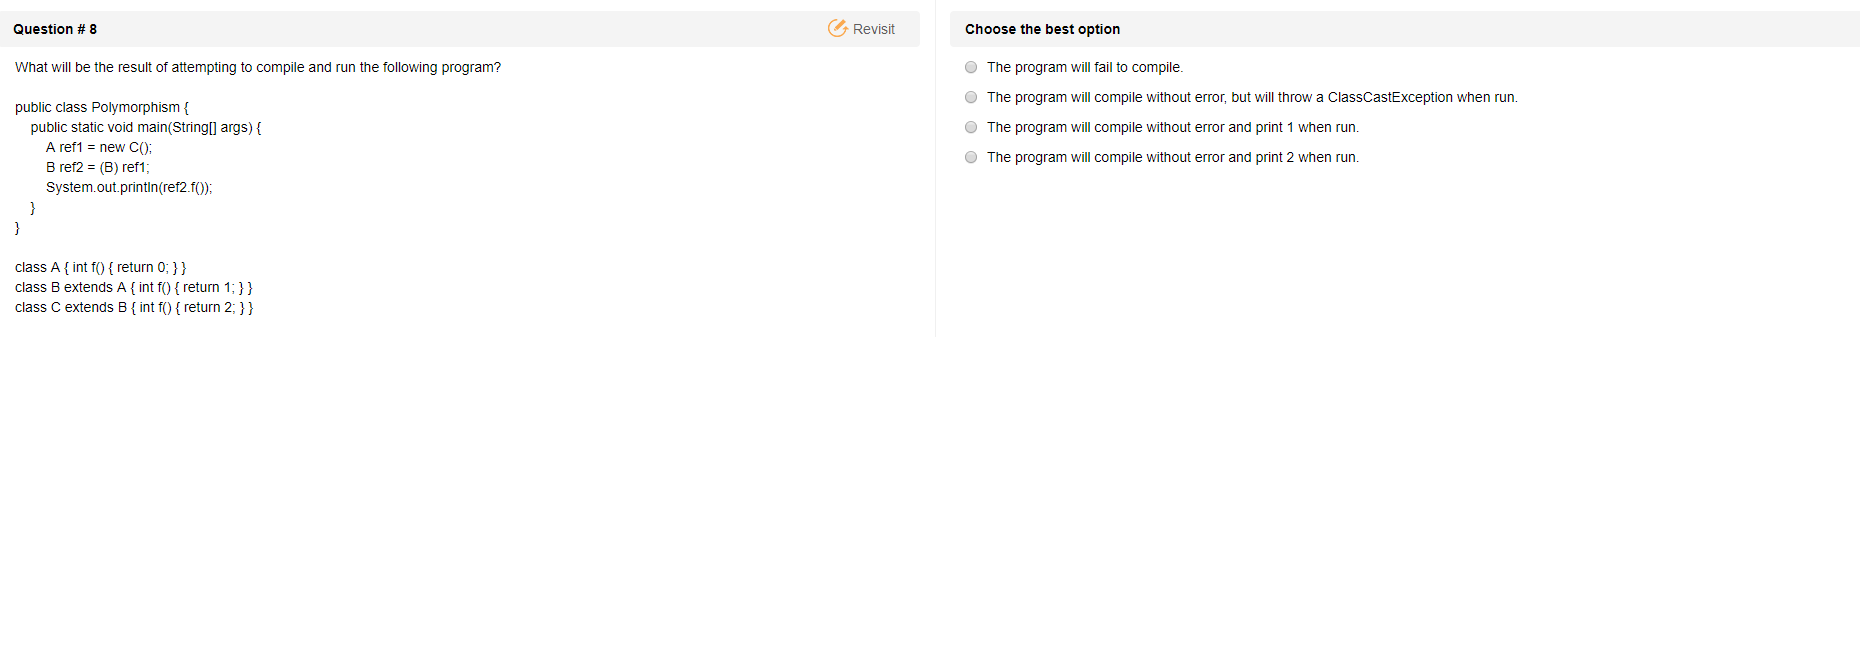 Question # 8
Revisit
What will be the result of attempting to compile and run the following program?
public class Polymorphism {
public static void main(String[] args) {
A ref1 = new C();
B ref2 = (B) ref1;
System.out.println(ref2.f());
}
}
class A { int f() { return 0; } }
class B extends A { int f() { return 1; } }
class C extends B { int f() { return 2; } }
Choose the best option
The program will fail to compile.
The program will compile without error, but will throw a ClassCastException when run.
The program will compile without error and print 1 when run.
The program will compile without error and print 2 when run.